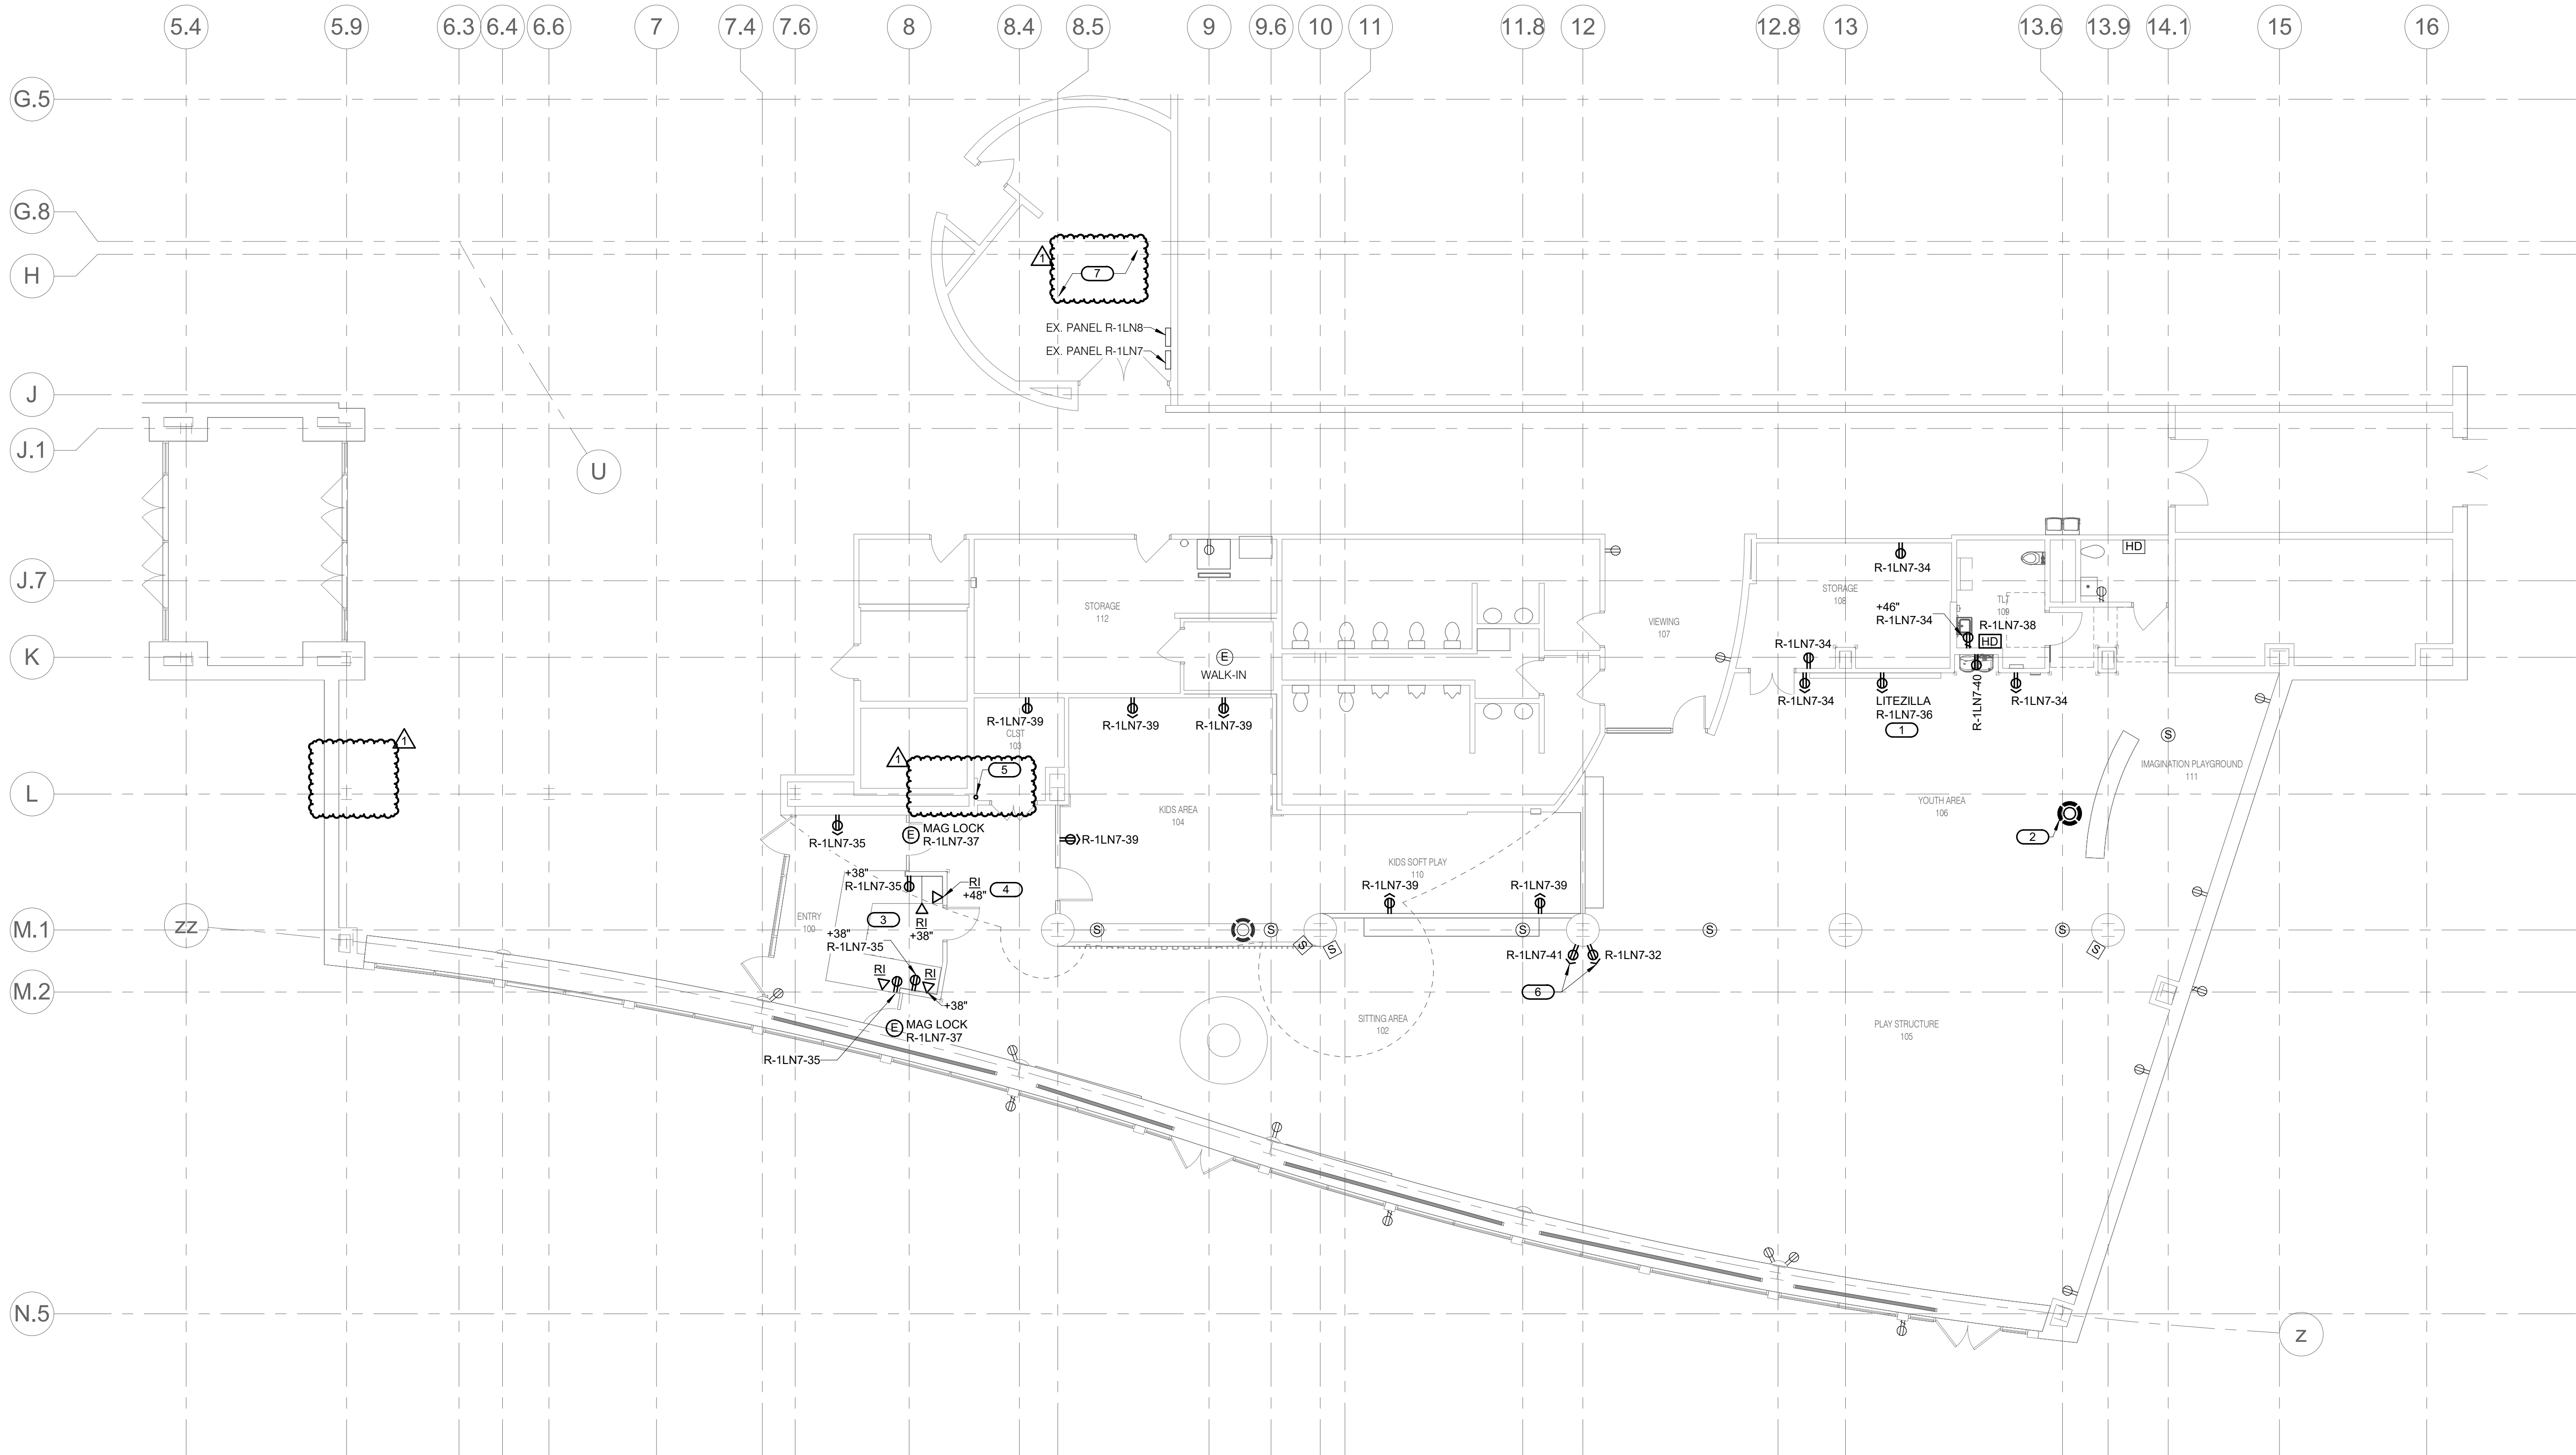 5.4
5.9
6.3
6.4
6.6
7
7.4
7.6
8
8.4
8.5
9
9.6
10
11
11.8
12
12.8
13
13.6
13.9
14.1
15
16
G.5
G.8
H
1
7
EX. PANEL R-1LN8
EX. PANEL R-1LN7
J
J.1
U
HD
J.7
R-1LN7-34
STORAGE
108
TLT
109
STORAGE
112
+46"
R-1LN7-34
R-1LN7-38
HD
VIEWING
107
K
E
WALK-IN
R-1LN7-34
R-1LN7-34
LITEZILLA
R-1LN7-36
1
R-1LN7-40
R-1LN7-34
R-1LN7-39
CLST
103
R-1LN7-39
R-1LN7-39
S
1
1
5
IMAGINATION PLAYGROUND
111
L
KIDS AREA
104
YOUTH AREA
106
2
R-1LN7-35
E
MAG LOCK
R-1LN7-37
R-1LN7-39
KIDS SOFT PLAY
110
+38"
R-1LN7-35
RI
+48"
4
R-1LN7-39
R-1LN7-39
ENTRY
100
3
RI
+38"
M.1
ZZ
S
S
S
S
S
S
S
S
+38"
R-1LN7-35
R-1LN7-41
R-1LN7-32
RI
RI
M.2
+38"
6
E
MAG LOCK
R-1LN7-37
SITTING AREA
102
PLAY STRUCTURE
105
R-1LN7-35
N.5
Z